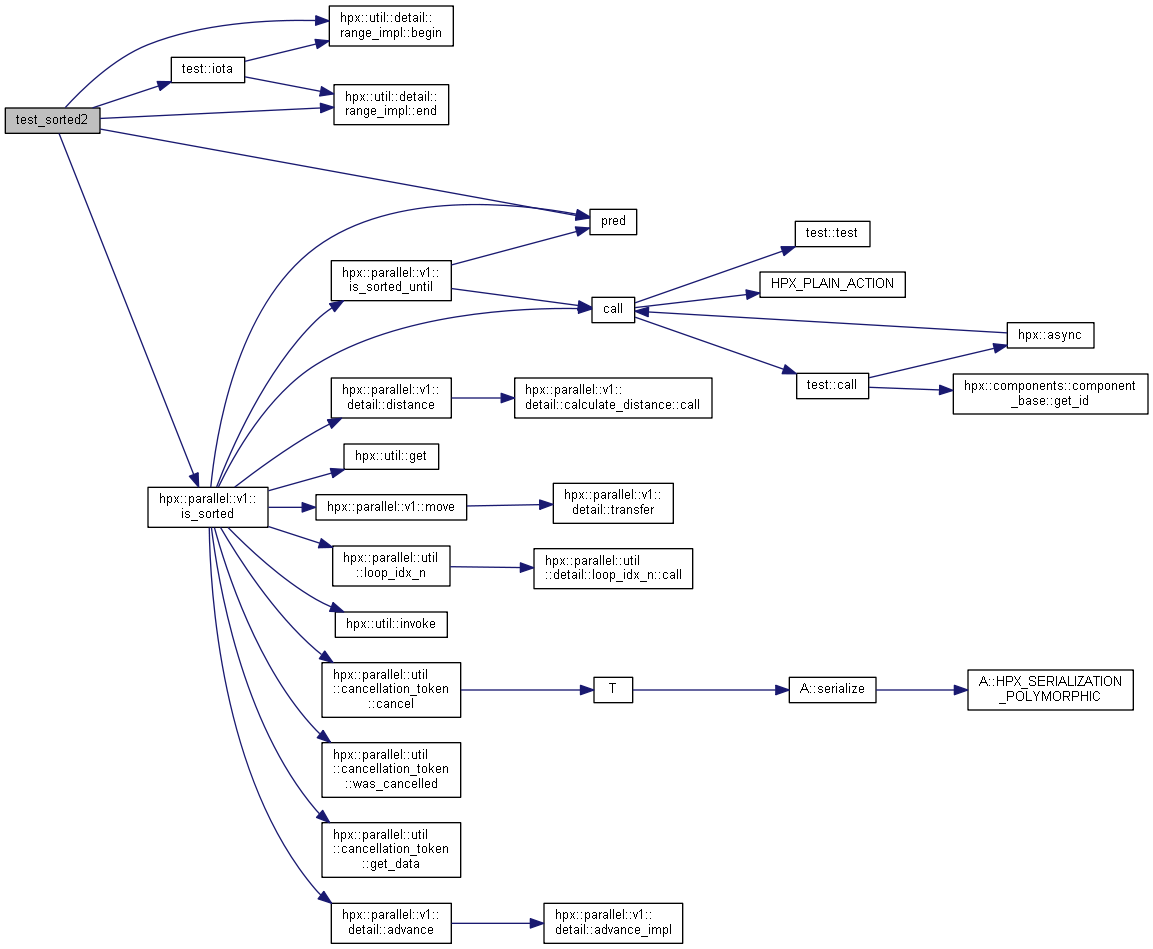 hpx::util::detail::
range_impl::begin
test::iota
hpx::util::detail::
range_impl::end
test_sorted2
pred
test::test
hpx::parallel::v1::
is_sorted_until
HPX_PLAIN_ACTION
call
hpx::async
test::call
hpx::components::component
_base::get_id
hpx::parallel::v1::
detail::distance
hpx::parallel::v1::
detail::calculate_distance::call
hpx::util::get
hpx::parallel::v1::
is_sorted
hpx::parallel::v1::move
hpx::parallel::v1::
detail::transfer
hpx::parallel::util
::loop_idx_n
hpx::parallel::util
::detail::loop_idx_n::call
hpx::util::invoke
hpx::parallel::util
::cancellation_token
::cancel
T
A::serialize
A::HPX_SERIALIZATION
_POLYMORPHIC
hpx::parallel::util
::cancellation_token
::was_cancelled
hpx::parallel::util
::cancellation_token
::get_data
hpx::parallel::v1::
detail::advance
hpx::parallel::v1::
detail::advance_impl